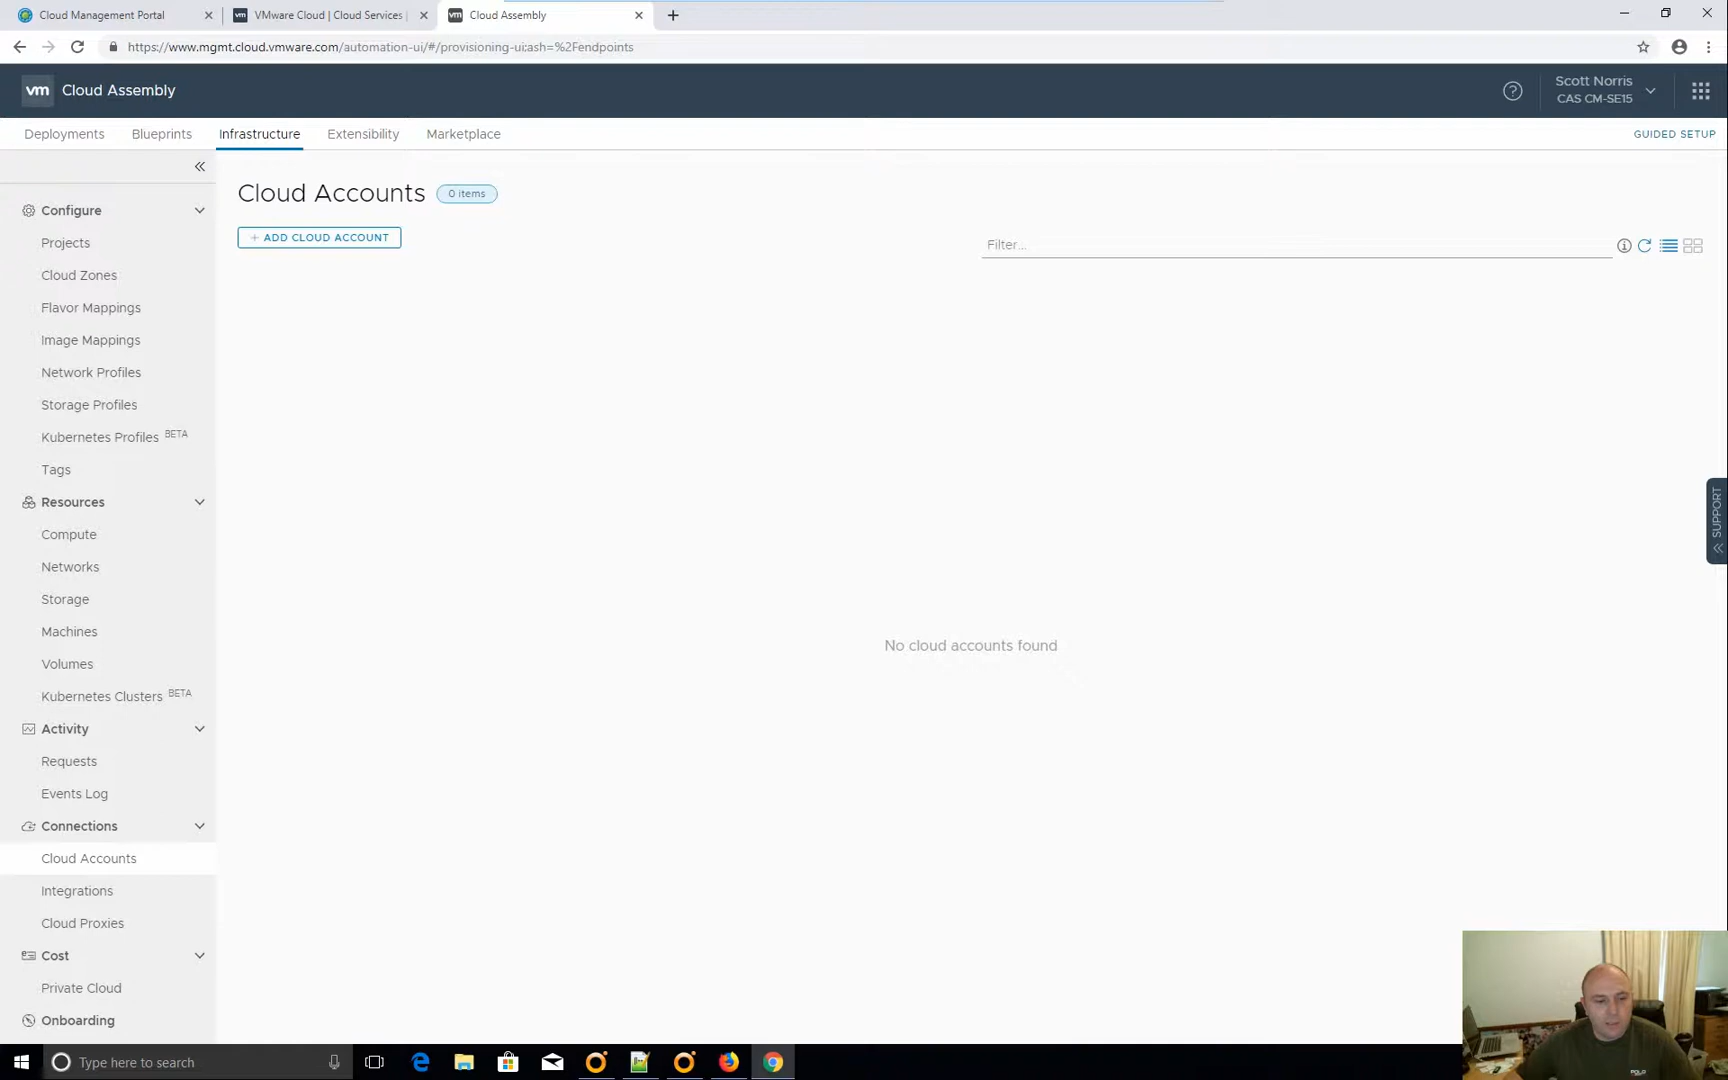 Cloud Management Portal
VMware Cloud | Cloud Services |
Cloud Assembly
https://www.mgmt.cloud.vmware.com/automation-ui/#/provisioning-ui;ash=%2Fendpoints
vm
Cloud Assembly
Scott Norris
CAS CM-SE15
Deployments
Blueprints
Infrastructure
Extensibility
Marketplace
GUIDED SETUP
Cloud Accounts
0 items
+ ADD CLOUD ACCOUNT
Filter...
Configure
Projects
Cloud Zones
Flavor Mappings
Image Mappings
Network Profiles
Storage Profiles
Kubernetes Profiles BETA
Tags
Resources
Compute
Networks
Storage
Machines
Volumes
Kubernetes Clusters BETA
Activity
Requests
Events Log
Connections
Cloud Accounts
Integrations
Cloud Proxies
Cost
Private Cloud
Onboarding
No cloud accounts found
SUPPORT
POLO
Type here to search